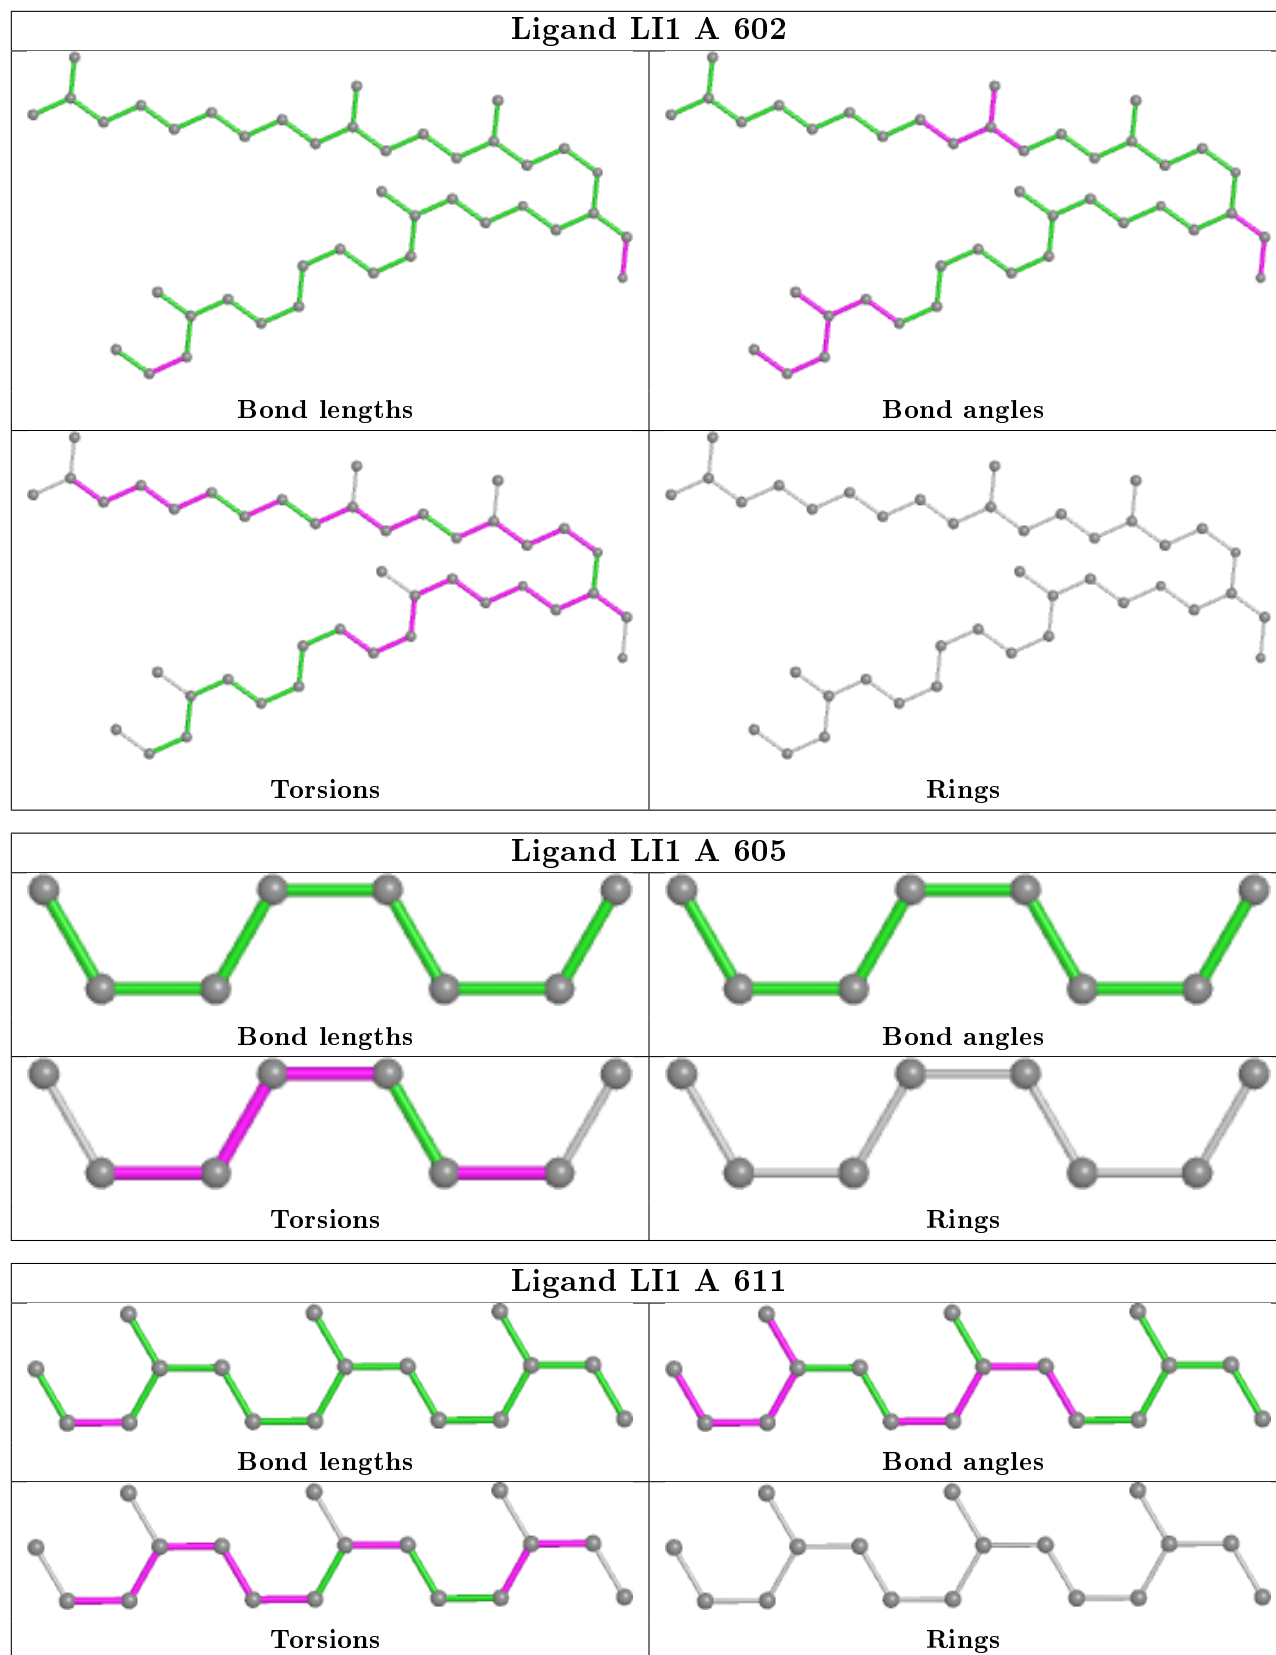 Ligand LI1 A 602
Bond lengths
Bond angles
Torsions
Rings
Ligand LI1 A 605
Bond lengths
Bond angles
Torsions
Rings
Ligand LI1 A 611
Bond lengths
Bond angles
Torsions
Rings